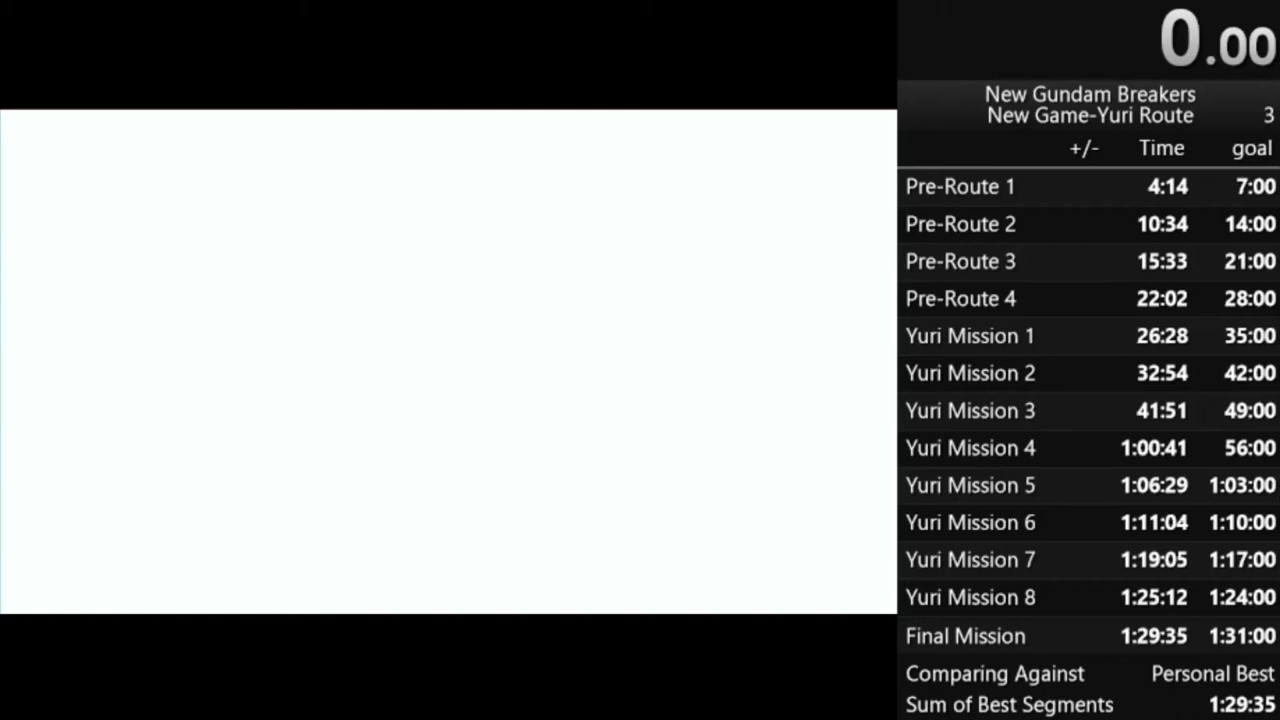 0.00
New Gundam Breakers
New Game-Yuri Route 3
+/- Time goal
Pre-Route 1 4:14 7:00
Pre-Route 2 10:34 14:00
Pre-Route 3 15:33 21:00
Pre-Route 4 22:02 28:00
Yuri Mission 1 26:28 35:00
Yuri Mission 2 32:54 42:00
Yuri Mission 3 41:51 49:00
Yuri Mission 4 1:00:41 56:00
Yuri Mission 5 1:06:29 1:03:00
Yuri Mission 6 1:11:04 1:10:00
Yuri Mission 7 1:19:05 1:17:00
Yuri Mission 8 1:25:12 1:24:00
Final Mission 1:29:35 1:31:00
Comparing Against Personal Best
Sum of Best Segments 1:29:35